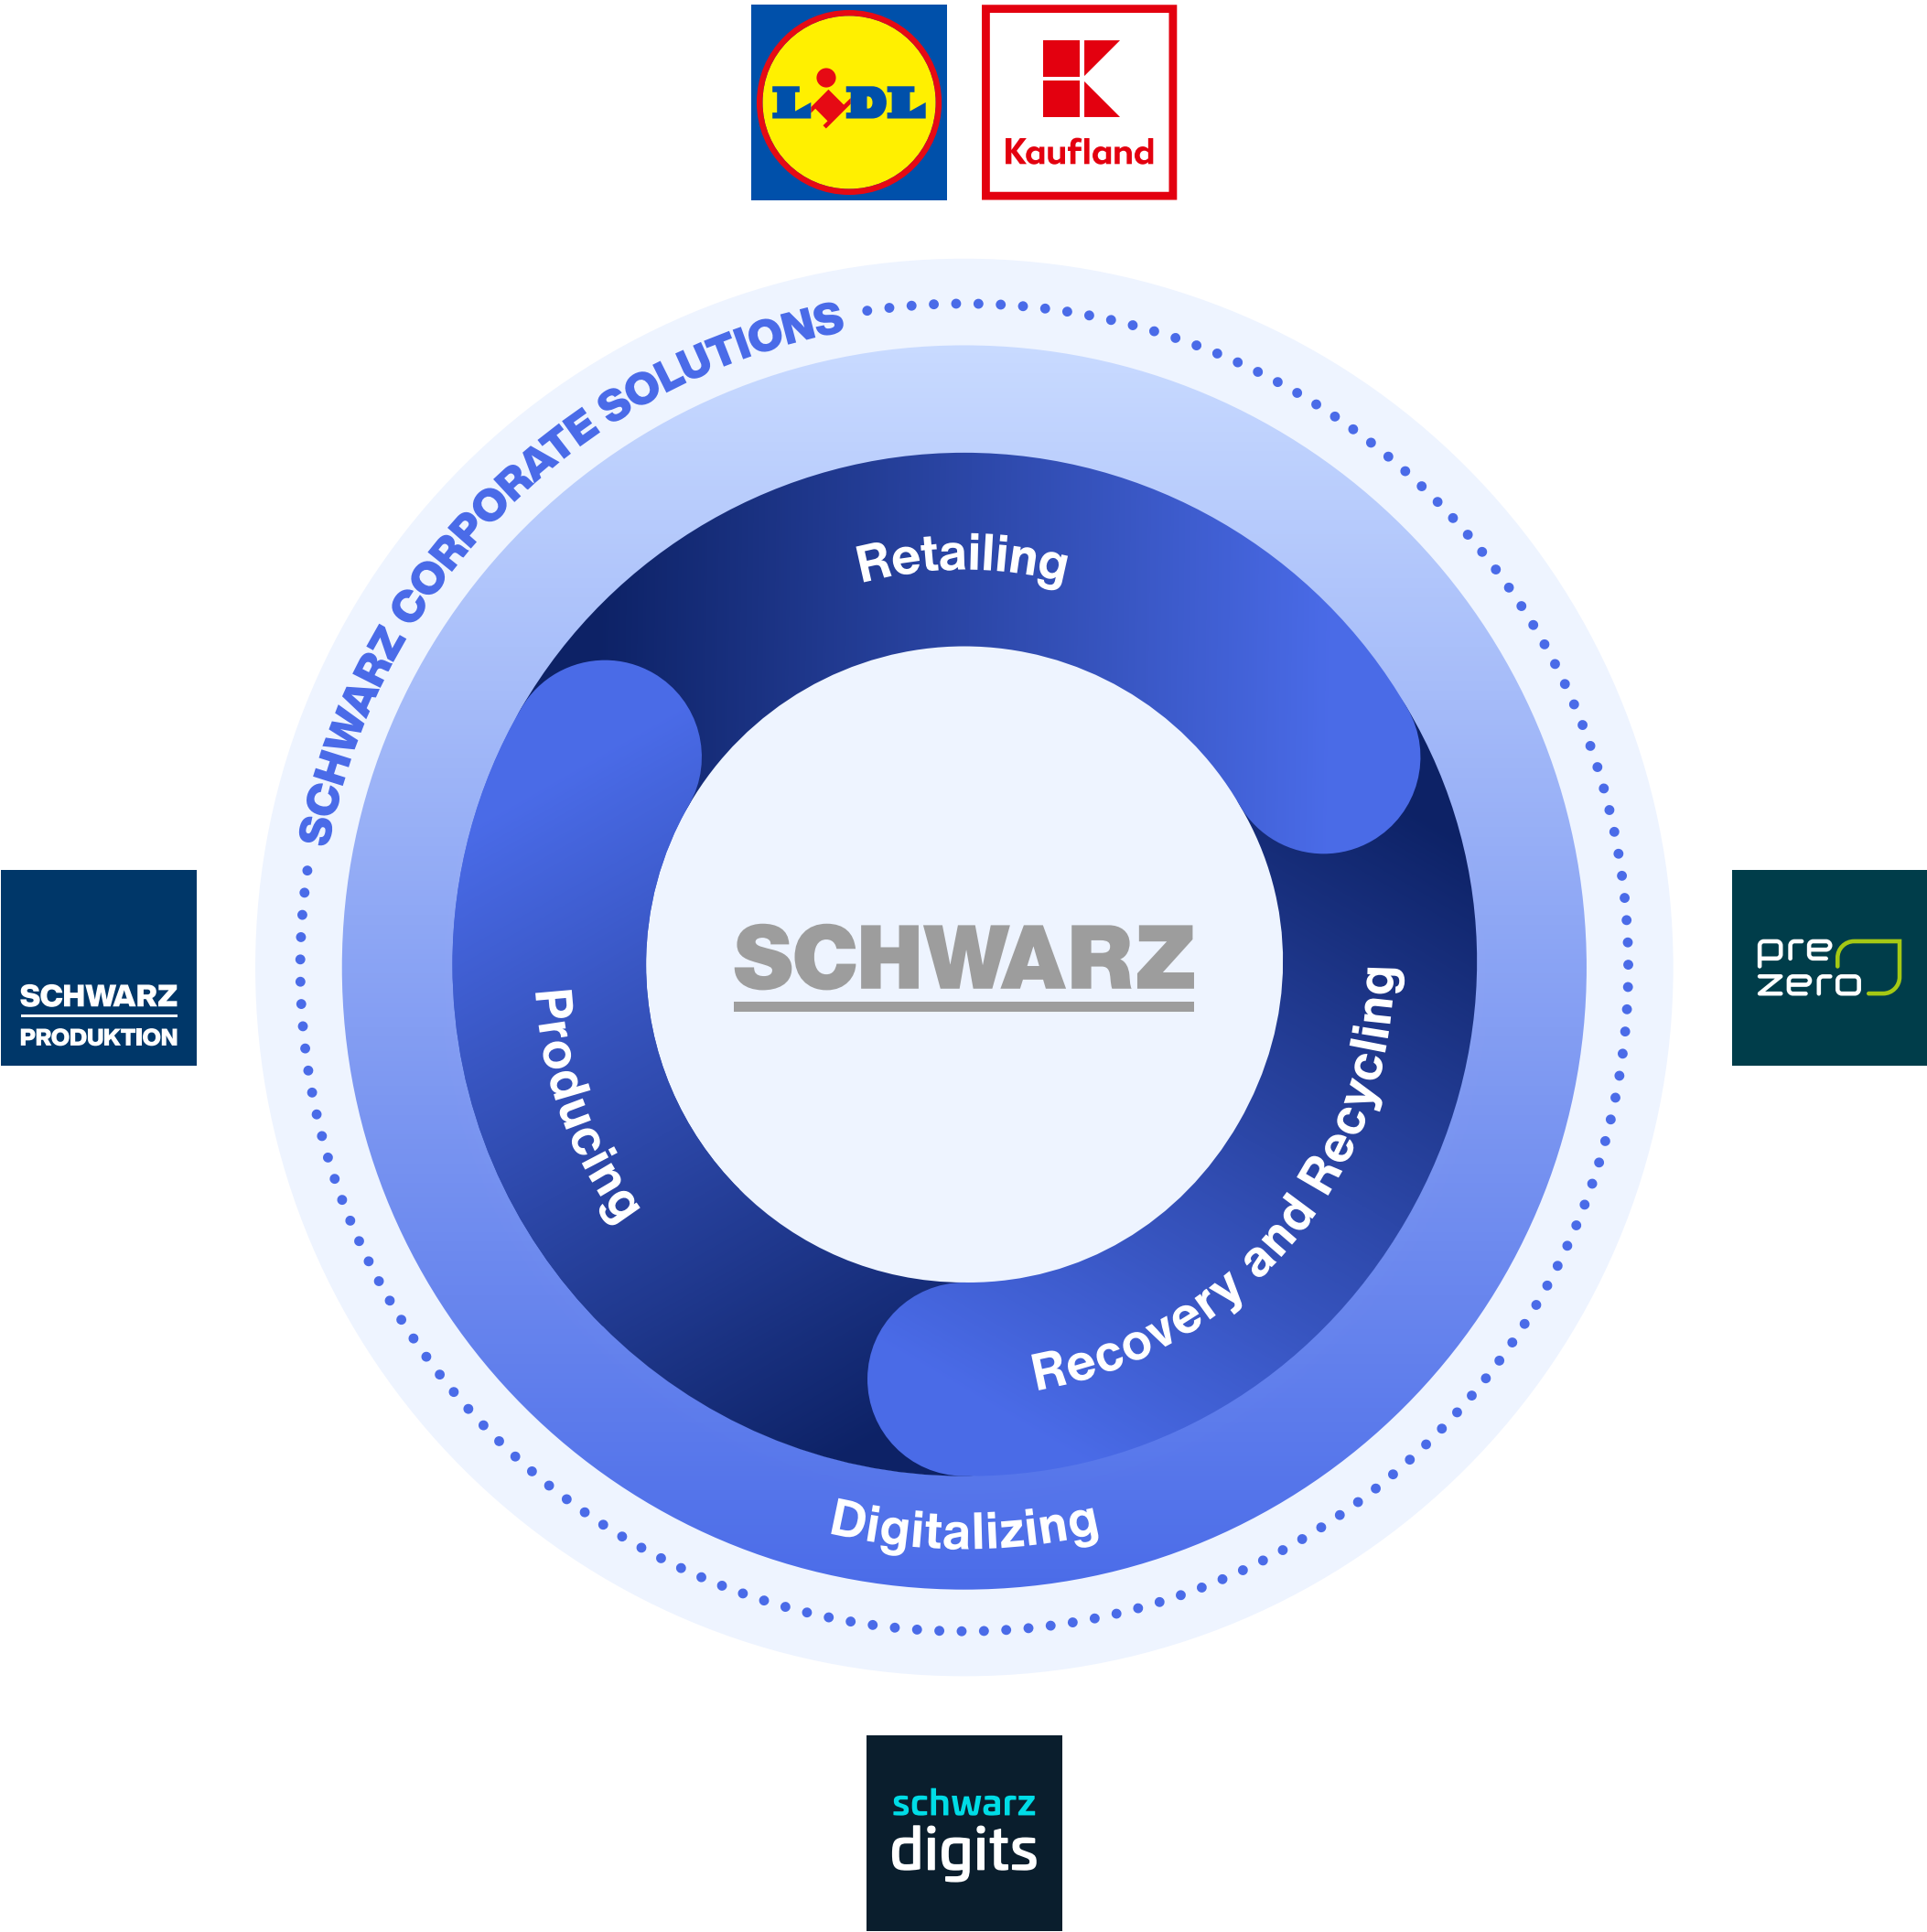 LIDL
Kaufland
SCHWARZ CORPORATE SOLUTIONS
Retailing
SCHWARZ
PRODUKTION
Producing
SCHWARZ
Recovery and Recycling
pre
zero
Digitalizing
schwarz
digits